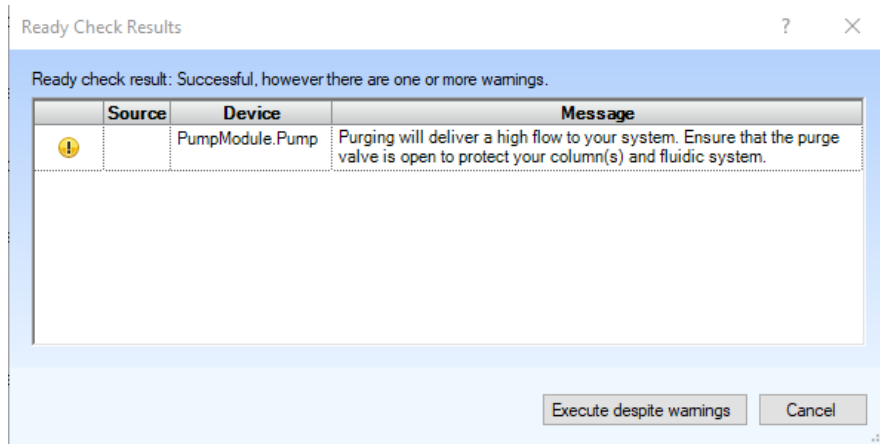 Ready Check Results
?
Ready check result: Successful, however there are one or more warnings.
Source Device Message
PumpModule.Pump Purging will deliver a high flow to your system. Ensure that the purge
valve is open to protect your column(s) and fluidic system.
Execute despite warnings Cancel